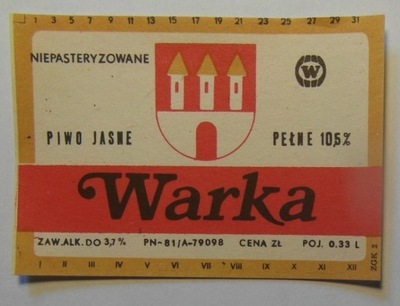 1 3 5 7 9 11 13 15 17 19 21 23 25 27 29 31
NIEPASTERYZOWANE
W
PIWO JASNE PEŁNE 10,5%
Warka
ZAW. ALK. DO 3,7% PN-81/A-79098 CENA ZŁ POJ. 0.33 L
I II III IV V VI VII VIII IX X XI XII
ZGK 2